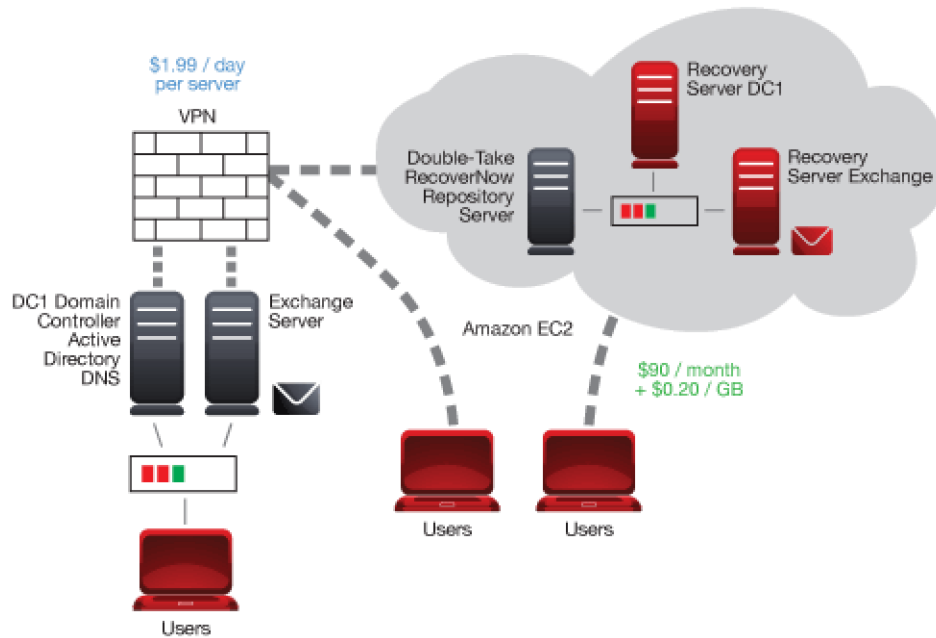 $1.99 / day
per server
VPN
Recovery
Server DC1
Double-Take
RecoverNow
Repository
Server
Recovery
Server Exchange
DC1 Domain
Controller
Active
Directory
DNS
Exchange
Server
Amazon EC2
$90 / month
+ $0.20 / GB
Users
Users
Users